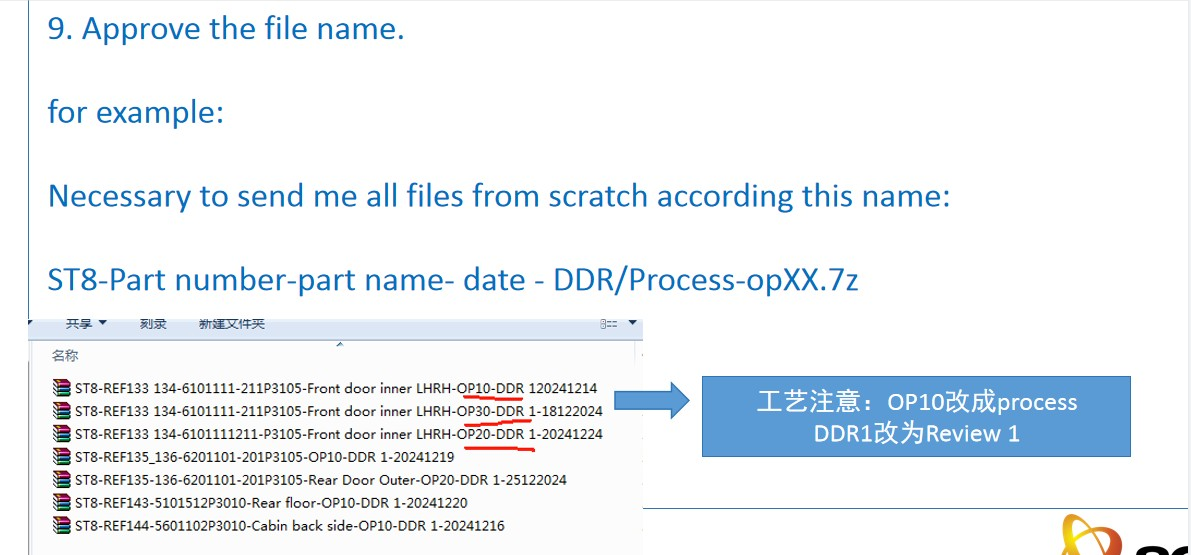 9. Approve the file name.
for example:
Necessary to send me all files from scratch according this name:
ST8-Part number-part name- date - DDR/Process-opXX.7z
共享 刻录 新建文件夹
名称
ST8-REF133 134-6101111-211P3105-Front door inner LHRH-OP10-DDR 120241214
ST8-REF133 134-6101111-211P3105-Front door inner LHRH-OP30-DDR 1-18122024
ST8-REF133 134-6101111211-P3105-Front door inner LHRH-OP20-DDR 1-20241224
ST8-REF135_136-6201101-201P3105-OP10-DDR 1-20241219
ST8-REF135-136-6201101-201P3105-Rear Door Outer-OP20-DDR 1-25122024
ST8-REF143-5101512P3010-Rear floor-OP10-DDR 1-20241220
ST8-REF144-5601102P3010-Cabin back side-OP10-DDR 1-20241216
工艺注意：OP10改成process
DDR1改为Review 1